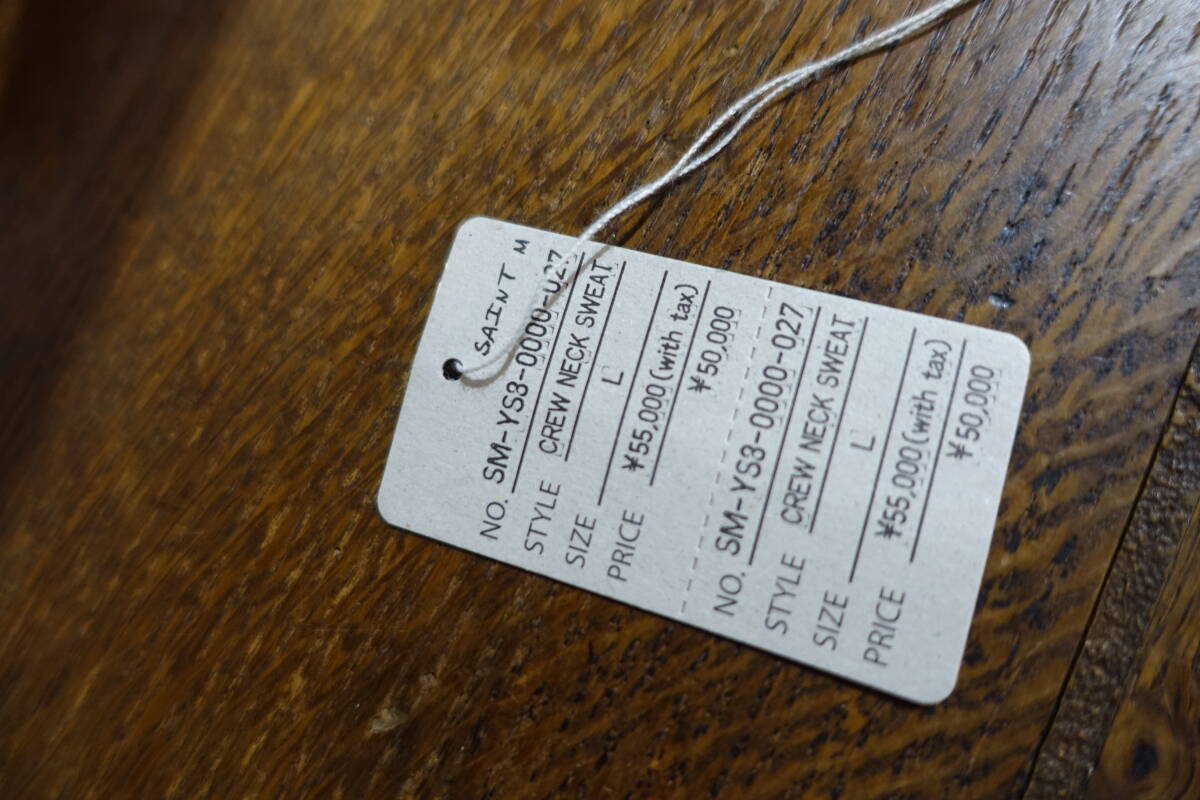 SAINT M
NO. SM-YS3-0000-027
STYLE CREW NECK SWEAT
SIZE L
PRICE ¥55,000(with tax)
¥50,000
NO. SM-YS3-0000-027
STYLE CREW NECK SWEAT
SIZE L
PRICE ¥55,000(with tax)
¥50,000